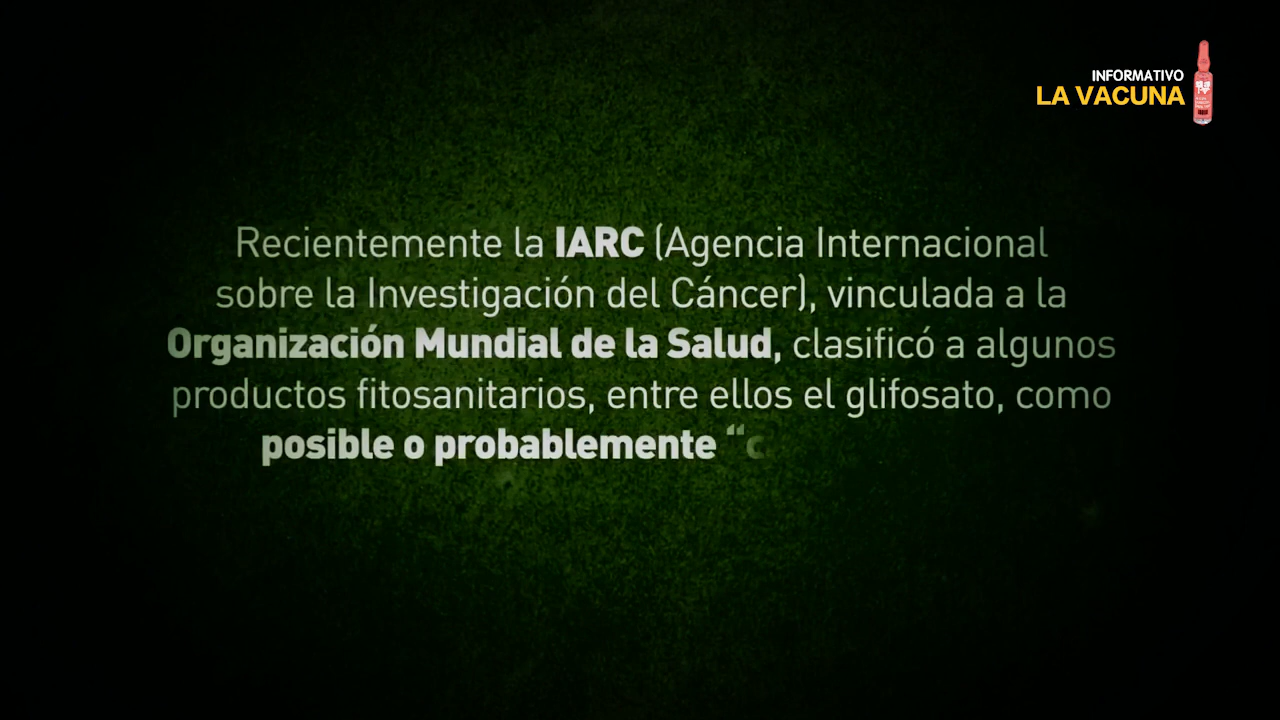 INFORMATIVO
LA VACUNA
Recientemente la IARC (Agencia Internacional
sobre la Investigación del Cáncer), vinculada a la
Organización Mundial de la Salud, clasificó a algunos
productos fitosanitarios, entre ellos el glifosato, como
posible o probablemente “c